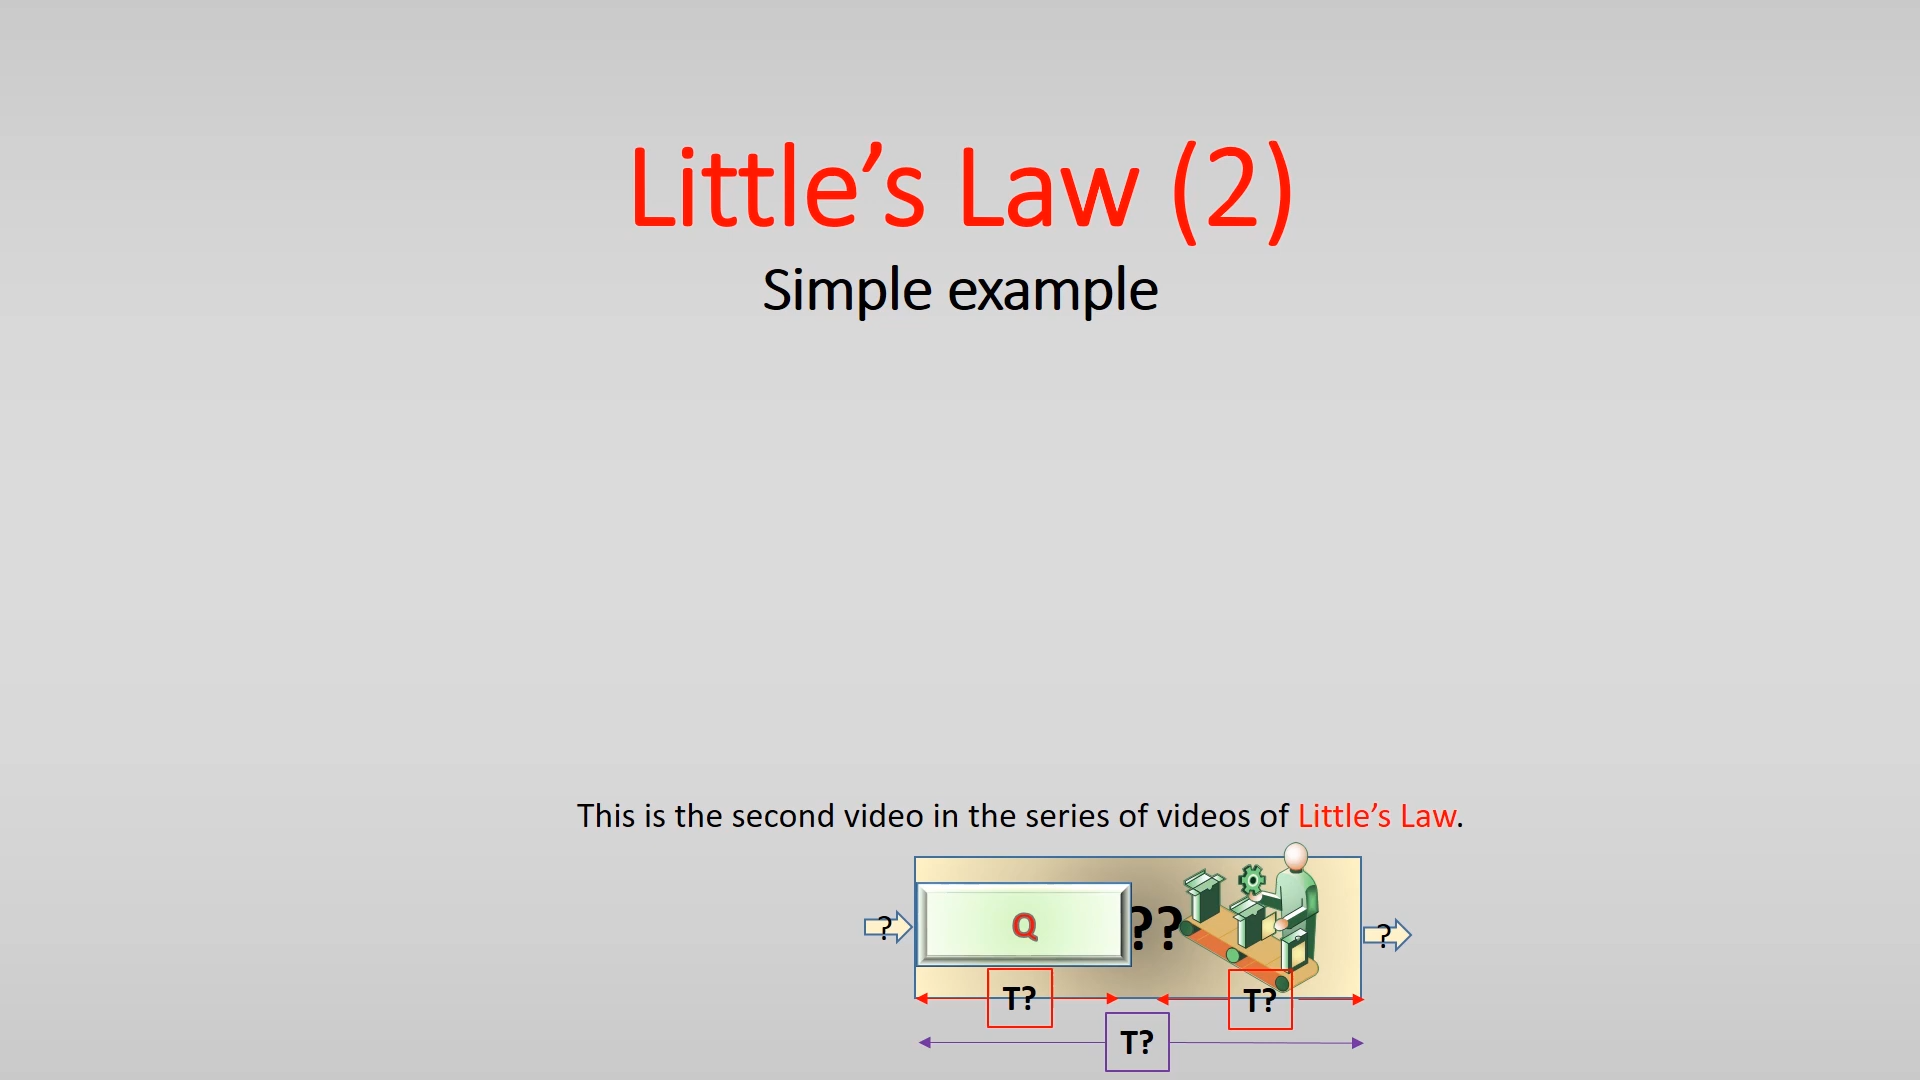 Little’s Law (2)
Simple example
This is the second video in the series of videos of Little’s Law.
? Q ?? ?
T? T?
T?